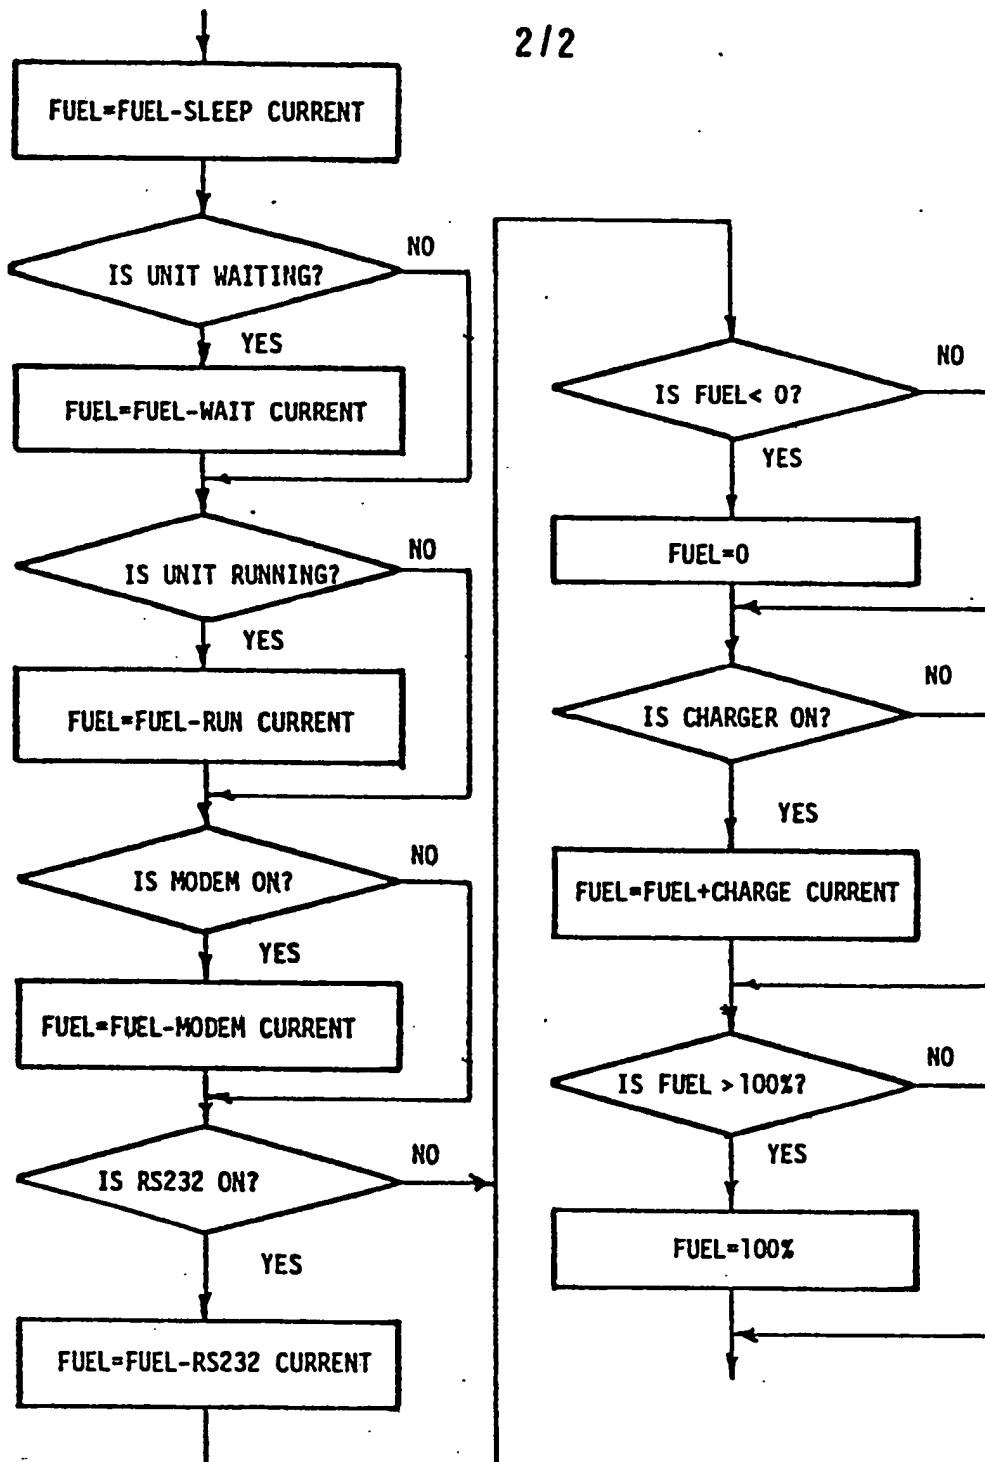 2/2
FUEL=FUEL-SLEEP CURRENT
IS UNIT WAITING?
NO
YES
FUEL=FUEL-WAIT CURRENT
IS UNIT RUNNING?
NO
YES
FUEL=FUEL-RUN CURRENT
IS MODEM ON?
NO
YES
FUEL=FUEL-MODEM CURRENT
IS RS232 ON?
NO
YES
FUEL=FUEL-RS232 CURRENT
IS FUEL< 0?
NO
YES
FUEL=0
IS CHARGER ON?
NO
YES
FUEL=FUEL+CHARGE CURRENT
IS FUEL >100%?
NO
YES
FUEL=100%